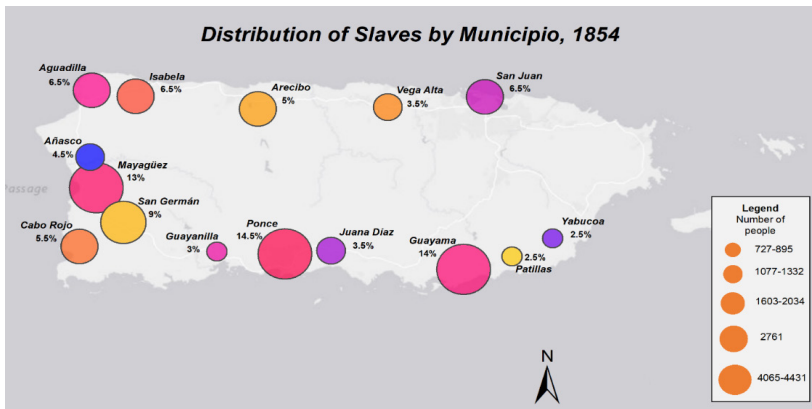 Distribution of Slaves by Municipio, 1854
Aguadilla
6.5%
Isabela
6.5%
Arecibo
5%
Vega Alta
3.5%
San Juan
6.5%
Añasco
4.5%
Mayagüez
13%
Passage
San Germán
9%
Cabo Rojo
5.5%
Guayanilla
3%
Ponce
14.5%
Juana Díaz
3.5%
Guayama
14%
2.5%
Patillas
Yabucoa
2.5%
N
Legend
Number of
people
727-895
1077-1332
1603-2034
2761
4065-4431